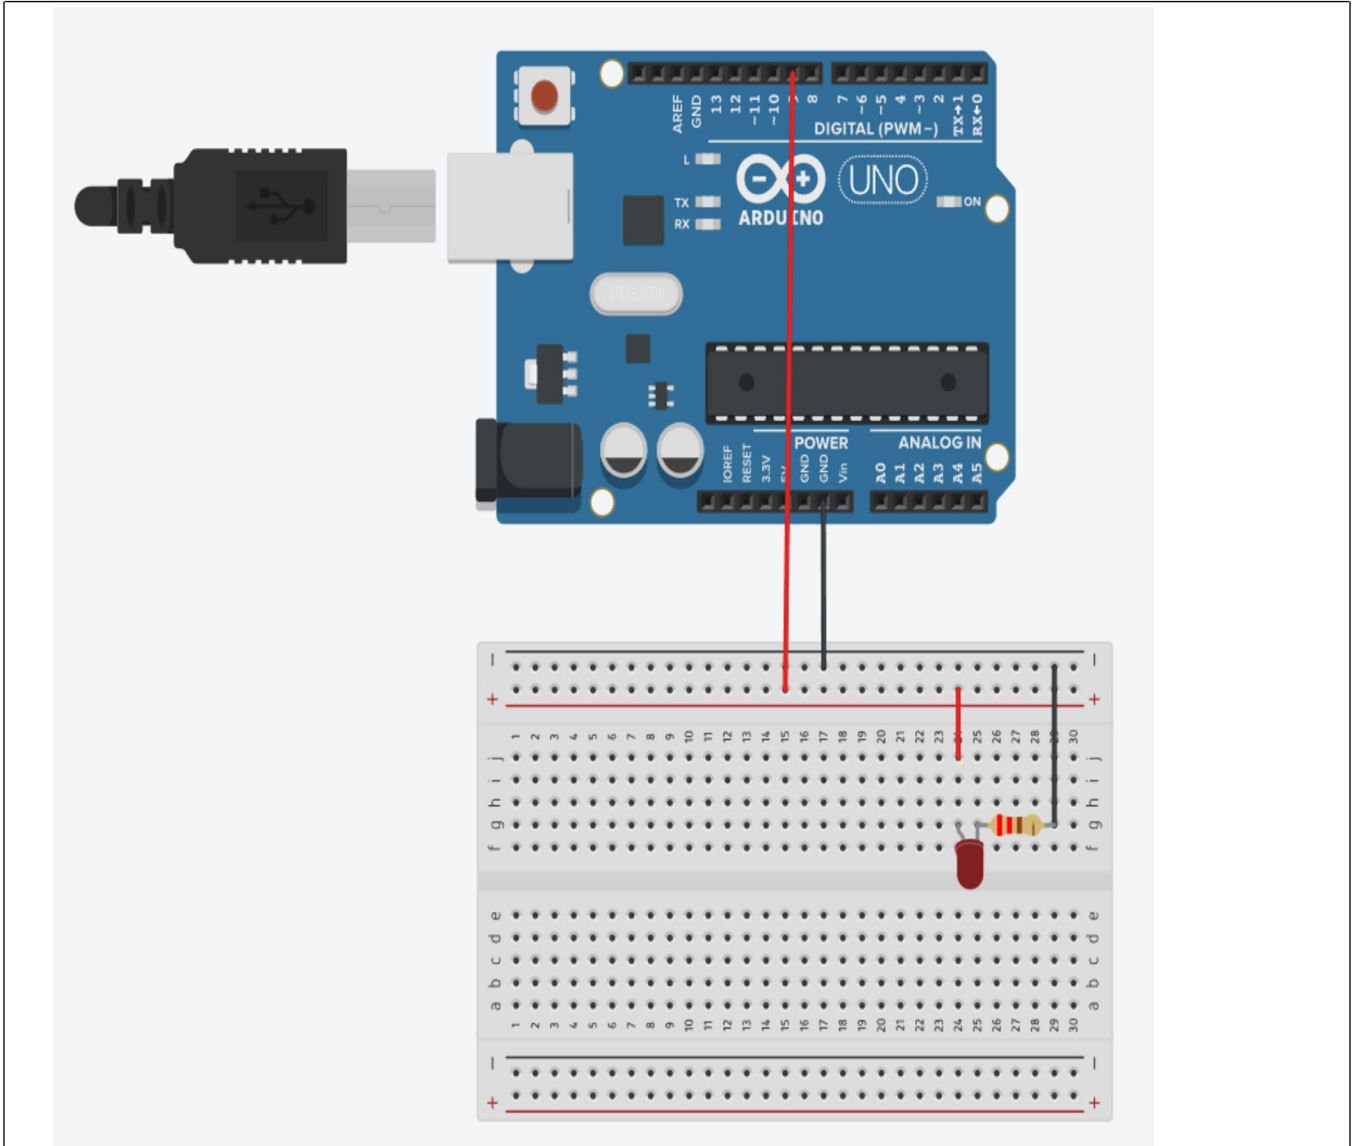 AREF GND 13 12 ~11 ~10 9 8 7 ~6 ~5 4 ~3 2 TX→1 RX←0
DIGITAL (PWM~)
L
TX
RX
ARDUINO
UNO
ON
POWER
ANALOG IN
IOREF RESET 3.3V 5V GND GND Vin A0 A1 A2 A3 A4 A5
− −
+ +
1 2 3 4 5 6 7 8 9 10 11 12 13 14 15 16 17 18 19 20 21 22 23 24 25 26 27 28 29 30
j j
i i
h h
g g
f f
e e
d d
c c
b b
a a
1 2 3 4 5 6 7 8 9 10 11 12 13 14 15 16 17 18 19 20 21 22 23 24 25 26 27 28 29 30
− −
+ +